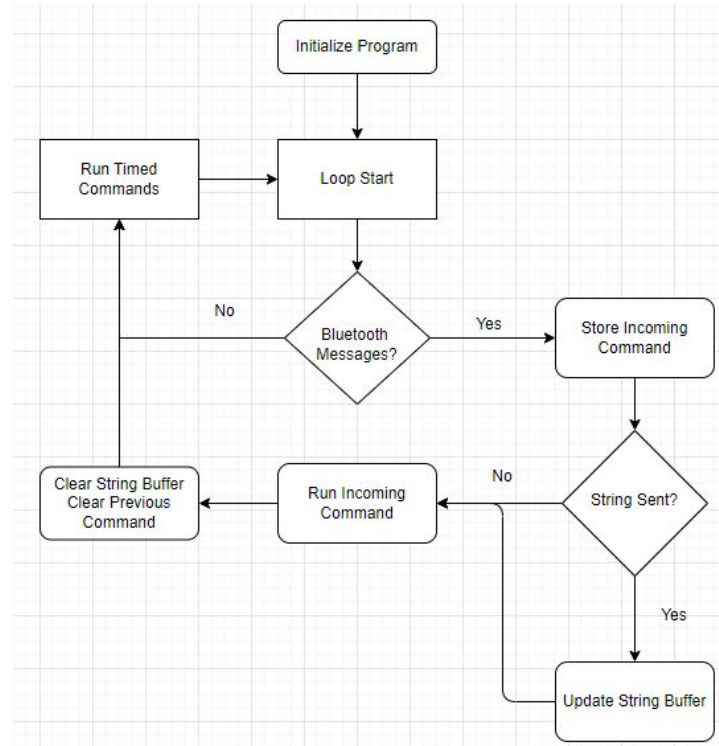 Initialize Program
Run Timed
Commands
Loop Start
No
Bluetooth
Messages?
Yes
Store Incoming
Command
Clear String Buffer
Clear Previous
Command
Run Incoming
Command
No
String Sent?
Yes
Update String Buffer